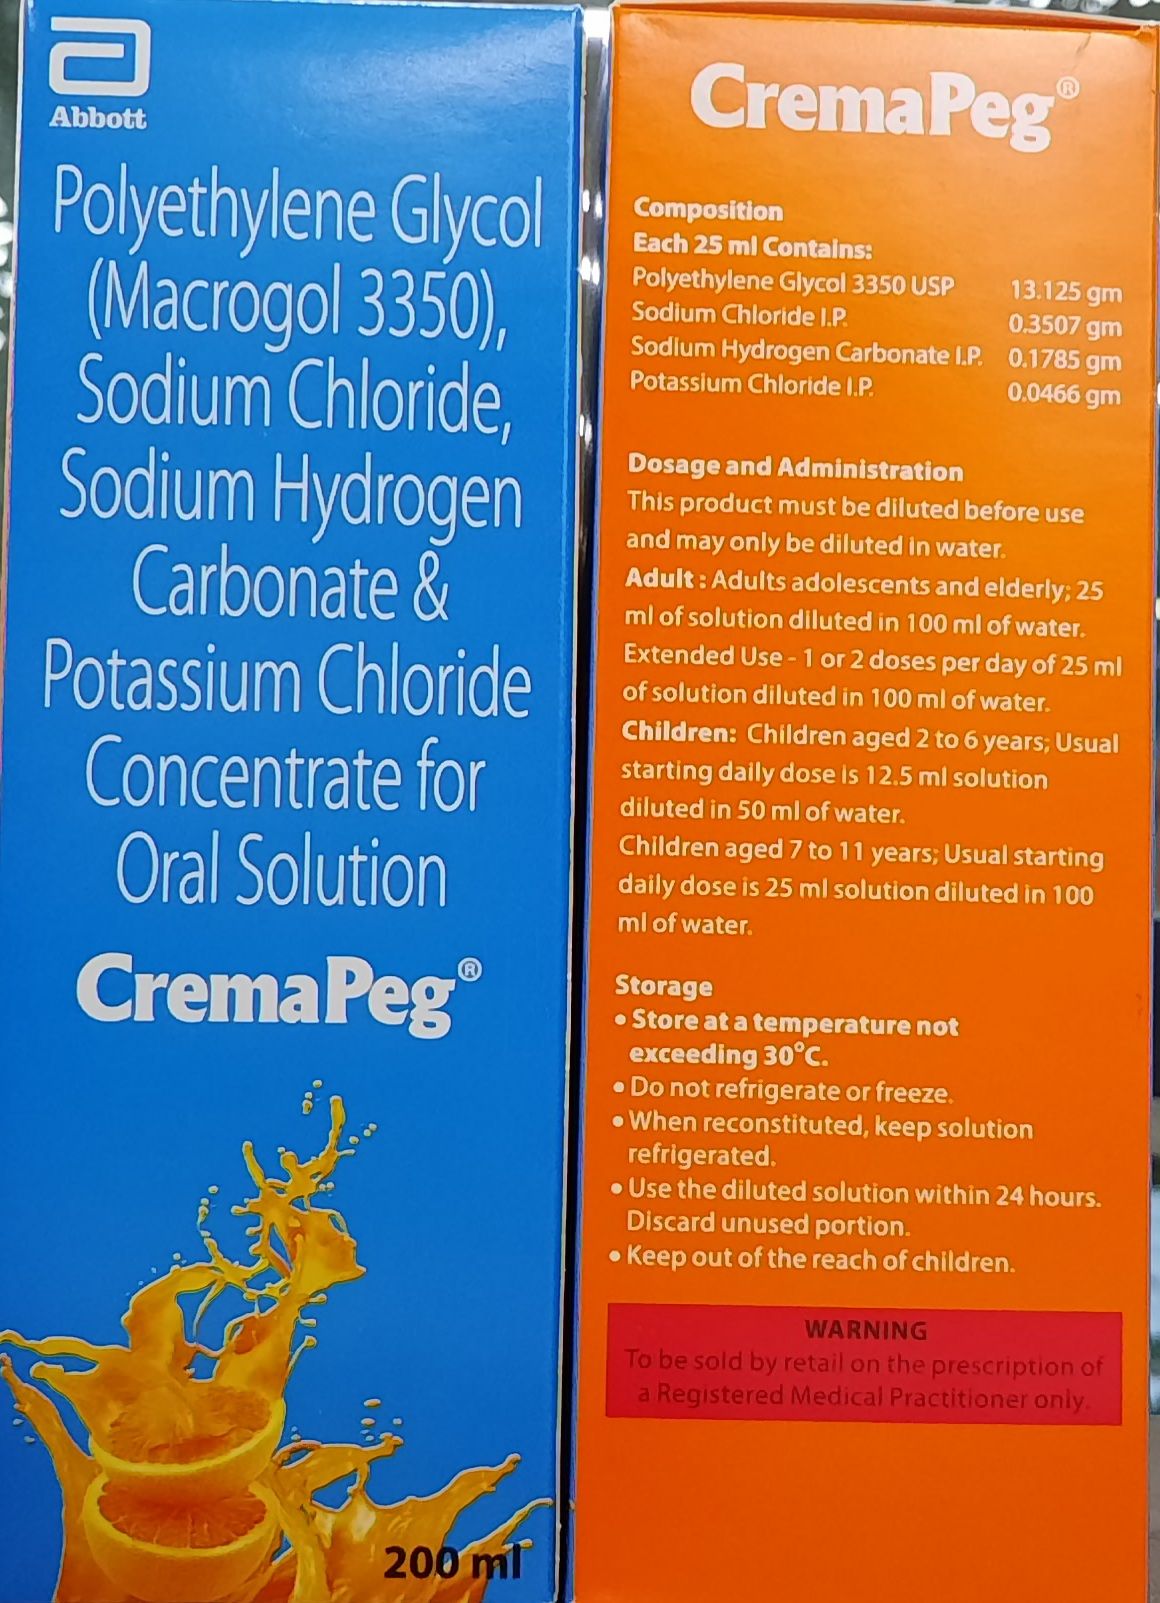 Abbott
Polyethylene Glycol
(Macrogol 3350),
Sodium Chloride,
Sodium Hydrogen
Carbonate &
Potassium Chloride
Concentrate for
Oral Solution
CremaPeg®
200 ml
CremaPeg®
Composition
Each 25 ml Contains:
Polyethylene Glycol 3350 USP 13.125 gm
Sodium Chloride I.P. 0.3507 gm
Sodium Hydrogen Carbonate I.P. 0.1785 gm
Potassium Chloride I.P. 0.0466 gm
Dosage and Administration
This product must be diluted before use
and may only be diluted in water.
Adult : Adults adolescents and elderly; 25
ml of solution diluted in 100 ml of water.
Extended Use - 1 or 2 doses per day of 25 ml
of solution diluted in 100 ml of water.
Children: Children aged 2 to 6 years; Usual
starting daily dose is 12.5 ml solution
diluted in 50 ml of water.
Children aged 7 to 11 years; Usual starting
daily dose is 25 ml solution diluted in 100
ml of water.
Storage
• Store at a temperature not
exceeding 30°C.
• Do not refrigerate or freeze.
• When reconstituted, keep solution
refrigerated.
• Use the diluted solution within 24 hours.
Discard unused portion.
• Keep out of the reach of children.
WARNING
To be sold by retail on the prescription of
a Registered Medical Practitioner only.